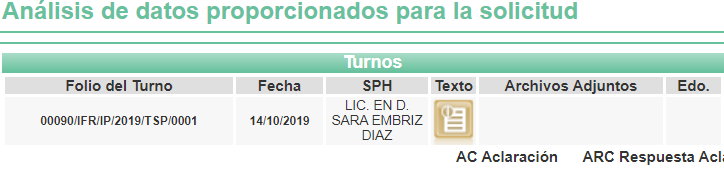 Análisis de datos proporcionados para la solicitud
Turnos
Folio del Turno Fecha SPH Texto Archivos Adjuntos Edo.
00090/IFR/IP/2019/TSP/0001 14/10/2019 LIC. EN D.
SARA EMBRIZ
DIAZ
AC Aclaración ARC Respuesta Acla